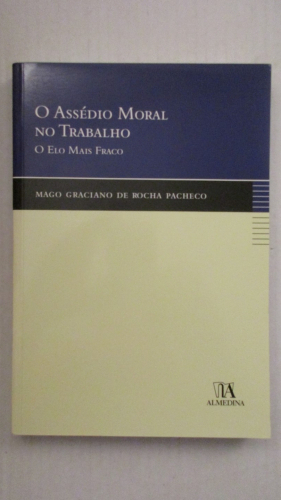 O Assédio Moral
no Trabalho
O Elo Mais Fraco
MAGO GRACIANO DE ROCHA PACHECO
ALMEDINA